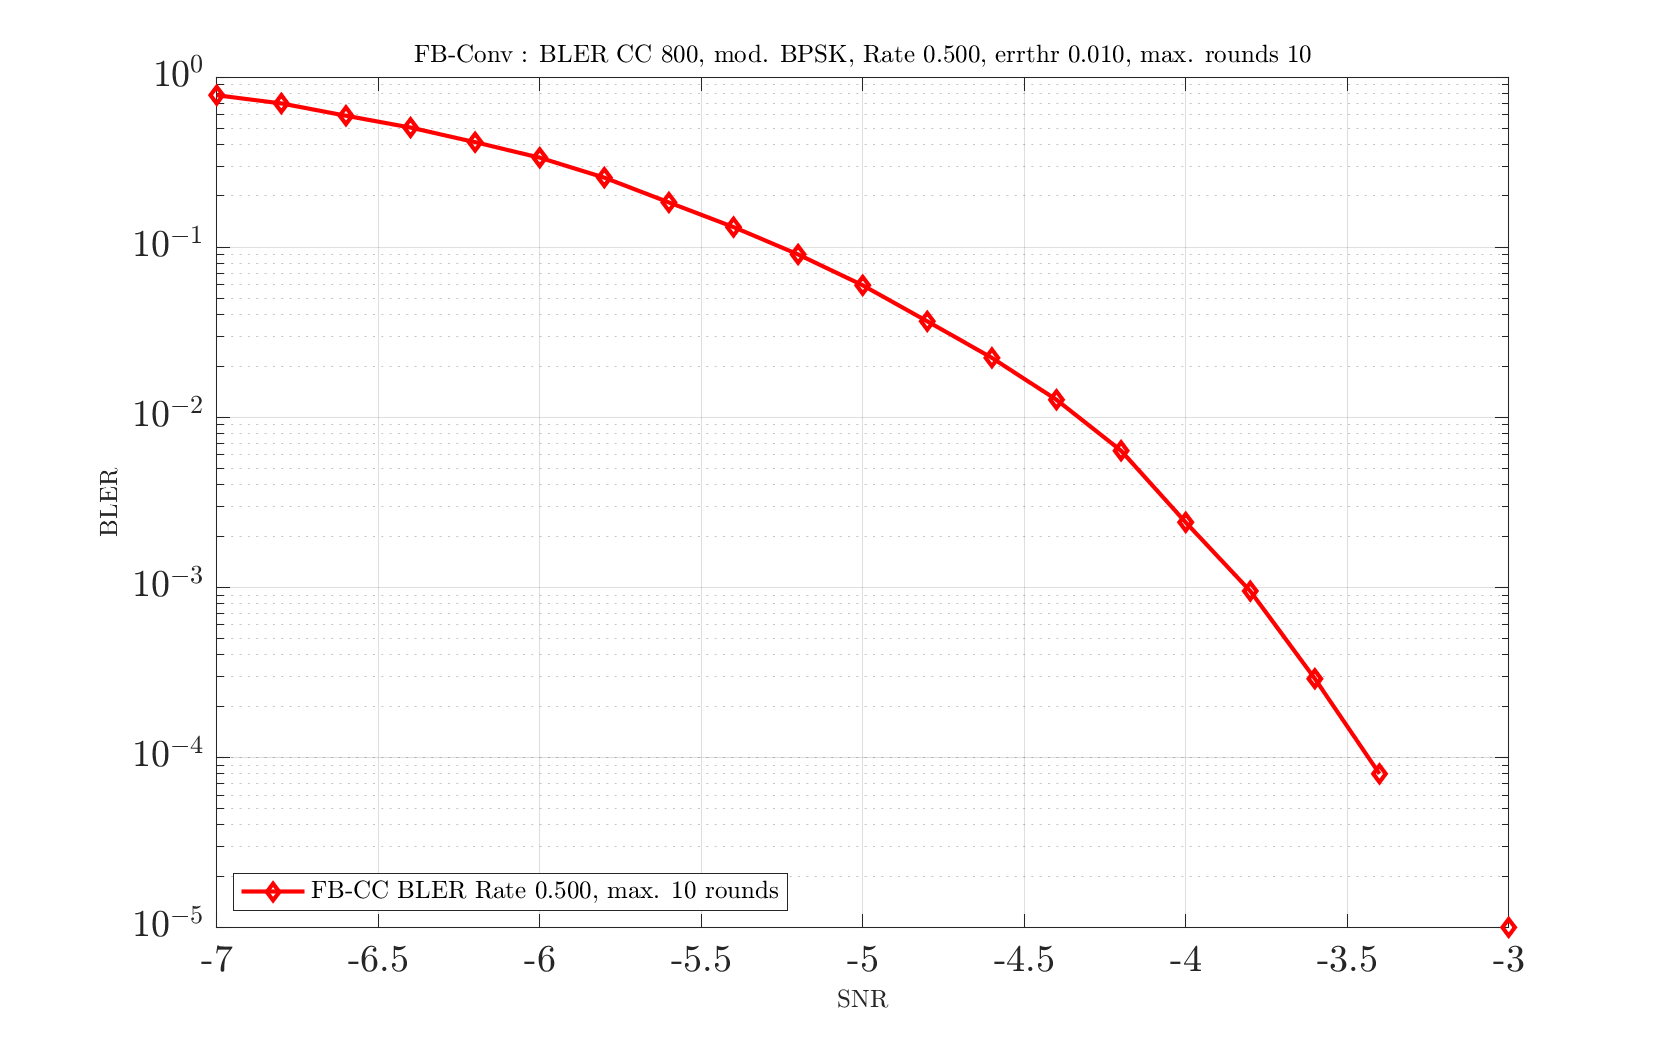 FB-Conv : BLER CC 800, mod. BPSK, Rate 0.500, errthr 0.010, max. rounds 10
10^0
10^{-1}
10^{-2}
10^{-3}
10^{-4}
10^{-5}
BLER
FB-CC BLER Rate 0.500, max. 10 rounds
-7 -6.5 -6 -5.5 -5 -4.5 -4 -3.5 -3
SNR